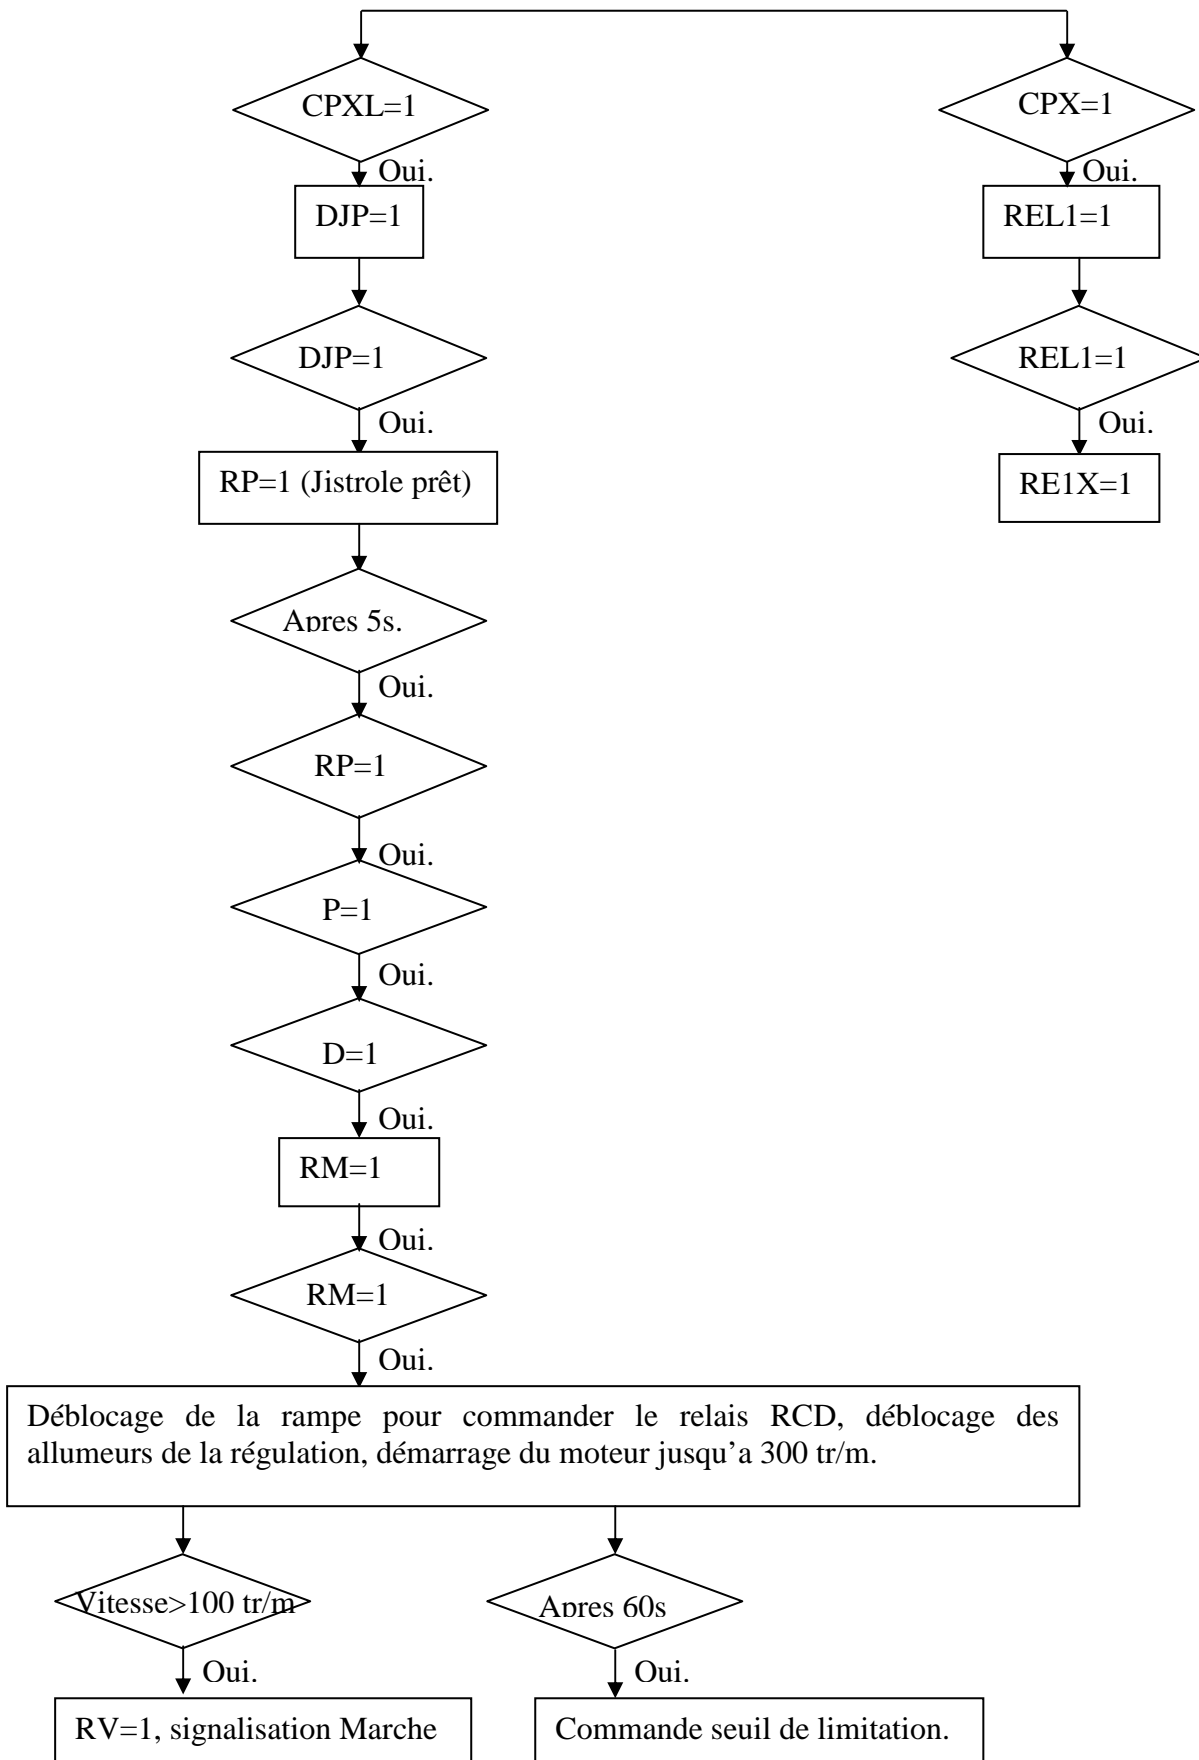 CPXL=1
CPX=1
Oui.
Oui.
DJP=1
REL1=1
DJP=1
REL1=1
Oui.
Oui.
RP=1 (Jistrole prêt)
RE1X=1
Apres 5s.
Oui.
RP=1
Oui.
P=1
Oui.
D=1
Oui.
RM=1
Oui.
RM=1
Oui.
Déblocage de la rampe pour commander le relais RCD, déblocage des
allumeurs de la régulation, démarrage du moteur jusqu’a 300 tr/m.
Vitesse>100 tr/m
Apres 60s
Oui.
Oui.
RV=1, signalisation Marche
Commande seuil de limitation.